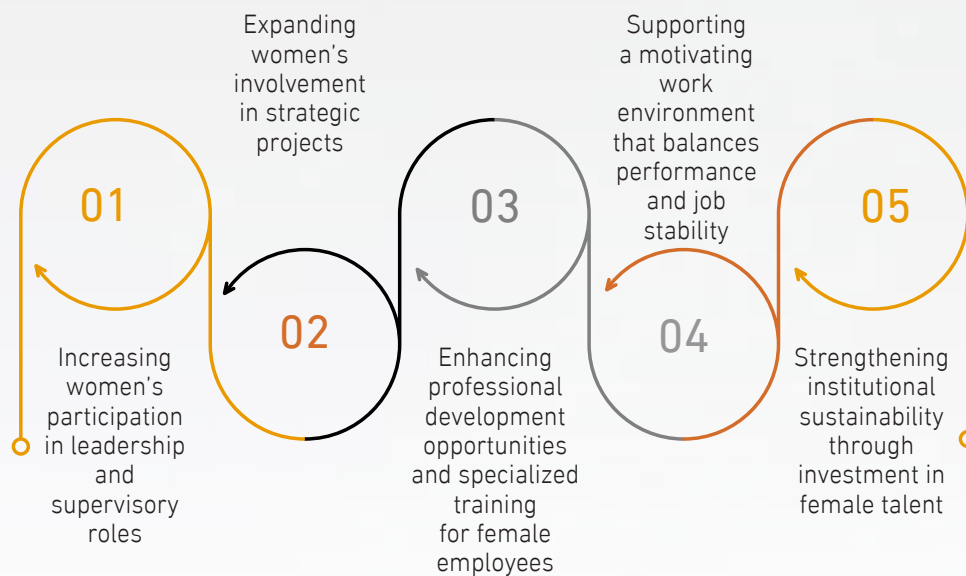 01
Increasing
women's
participation
in leadership
and
supervisory
roles
Expanding
women's
involvement
in strategic
projects
02
03
Enhancing
professional
development
opportunities
and specialized
training
for female
employees
Supporting
a motivating
work
environment
that balances
performance
and job
stability
04
05
Strengthening
institutional
sustainability
through
investment in
female talent